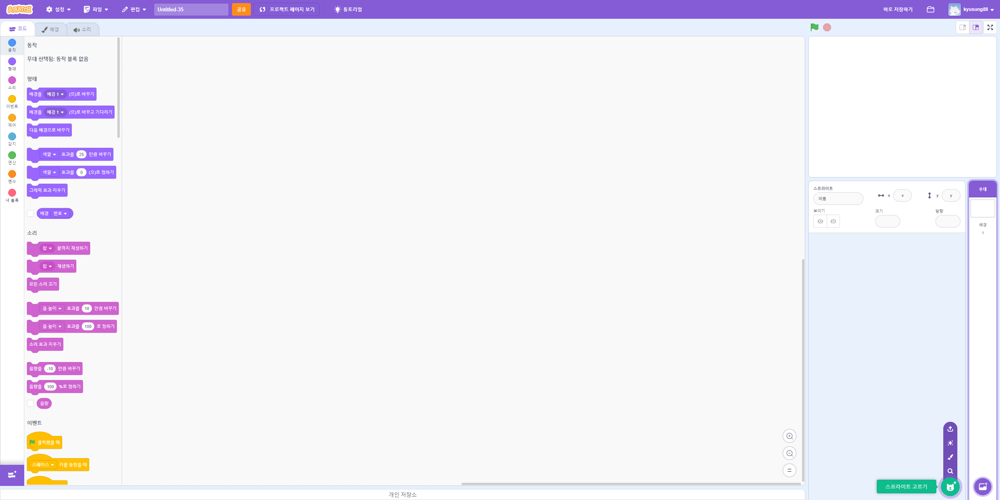 SCRATCH
설정
파일
편집
Untitled-35
공유
프로젝트 페이지 보기
튜토리얼
바로 저장하기
kyusung88
코드
배경
소리
동작
형태
소리
이벤트
제어
감지
연산
변수
내 블록
동작
무대 선택됨: 동작 블록 없음
형태
배경을 배경 1 (으)로 바꾸기
배경을 배경 1 (으)로 바꾸고 기다리기
다음 배경으로 바꾸기
색깔 효과를 25 만큼 바꾸기
색깔 효과를 0 (으)로 정하기
그래픽 효과 지우기
배경 번호
소리
팝 끝까지 재생하기
팝 재생하기
모든 소리 끄기
음 높이 효과를 10 만큼 바꾸기
음 높이 효과를 100 로 정하기
소리 효과 지우기
음량을 -10 만큼 바꾸기
음량을 100 %로 정하기
음량
이벤트
클릭했을 때
스페이스 키를 눌렀을 때
개인 저장소
스프라이트
이름
x x
y y
보이기
크기
방향
무대
배경
1
스프라이트 고르기